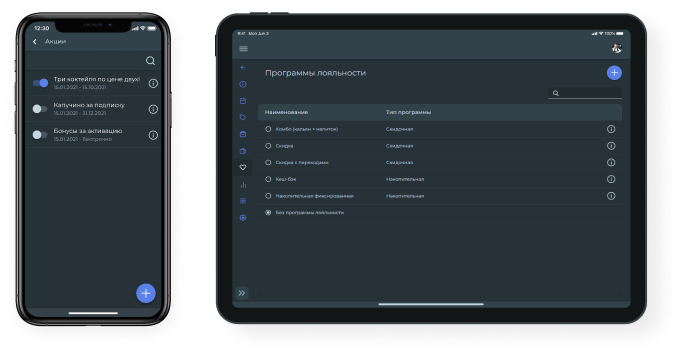 12:30
Акции
Три коктейля по цене двух!
15.01.2021 - 15.10.2021
Капучино за подписку
15.01.2021 - 31.12.2021
Бонусы за активацию
15.01.2021 - бессрочно
9:41 Mon Jun 3
100%
Программы лояльности
Наименование Тип программы
Комбо (кальян + напиток) Скидочная
Скидка Скидочная
Скидка с переходами Скидочная
Кеш-бэк Накопительная
Накопительная фиксированная Накопительная
Без программы лояльности